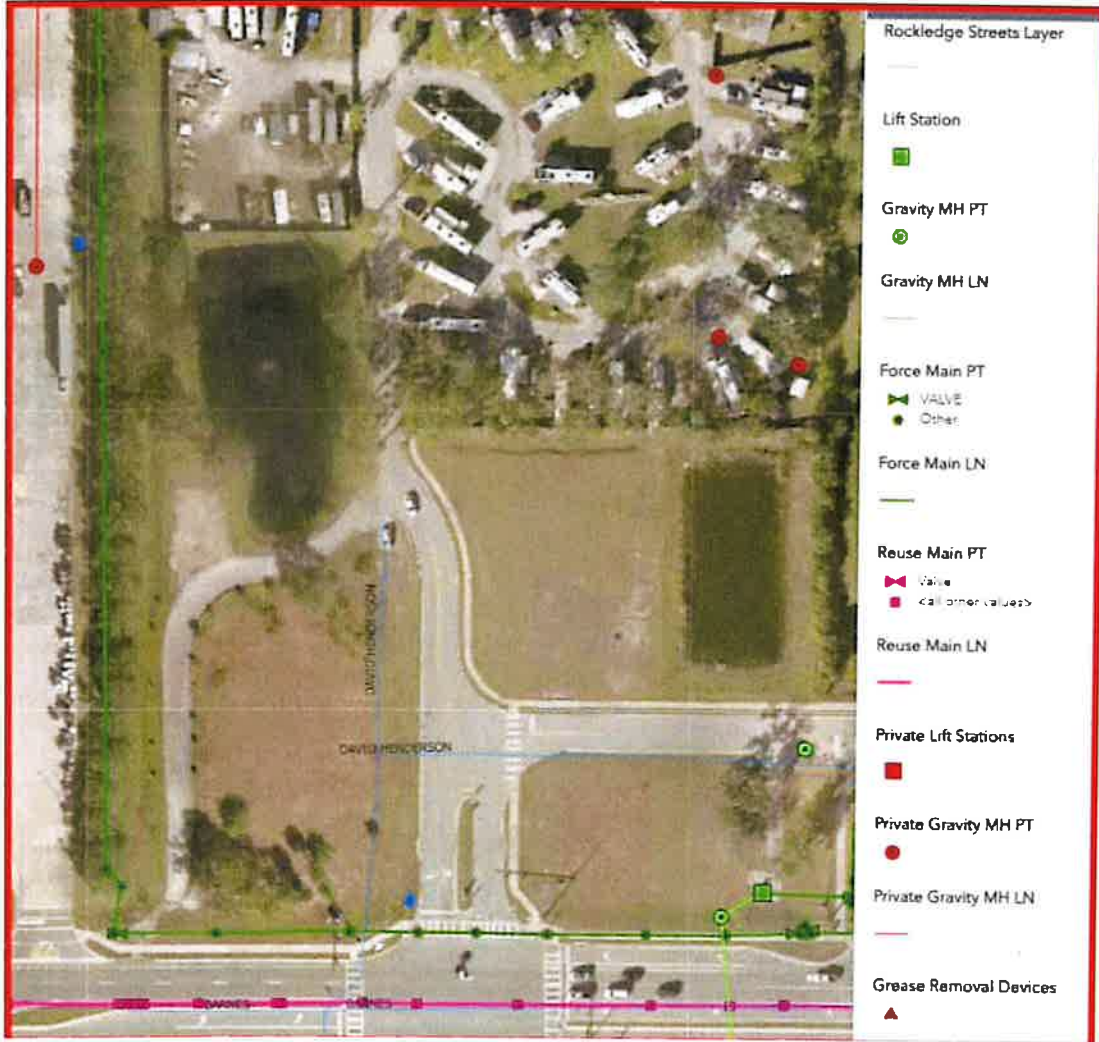 DAVID HENDERSON
DAVID HENDERSON
BARNES
BARNES
Rockledge Streets Layer
Lift Station
Gravity MH PT
Gravity MH LN
Force Main PT
VALVE
Other
Force Main LN
Reuse Main PT
Valve
<all other values>
Reuse Main LN
Private Lift Stations
Private Gravity MH PT
Private Gravity MH LN
Grease Removal Devices